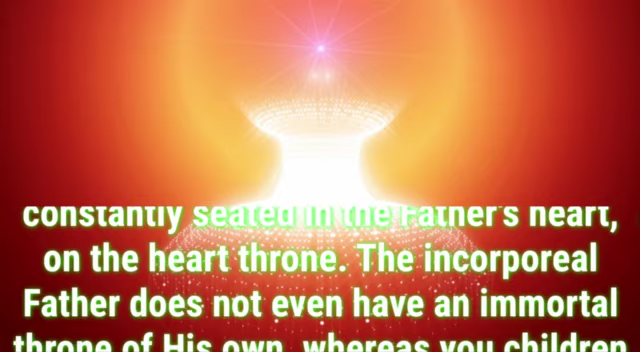 constantly seated in the Father's heart,
on the heart throne. The incorporeal
Father does not even have an immortal
throne of His own, whereas you children